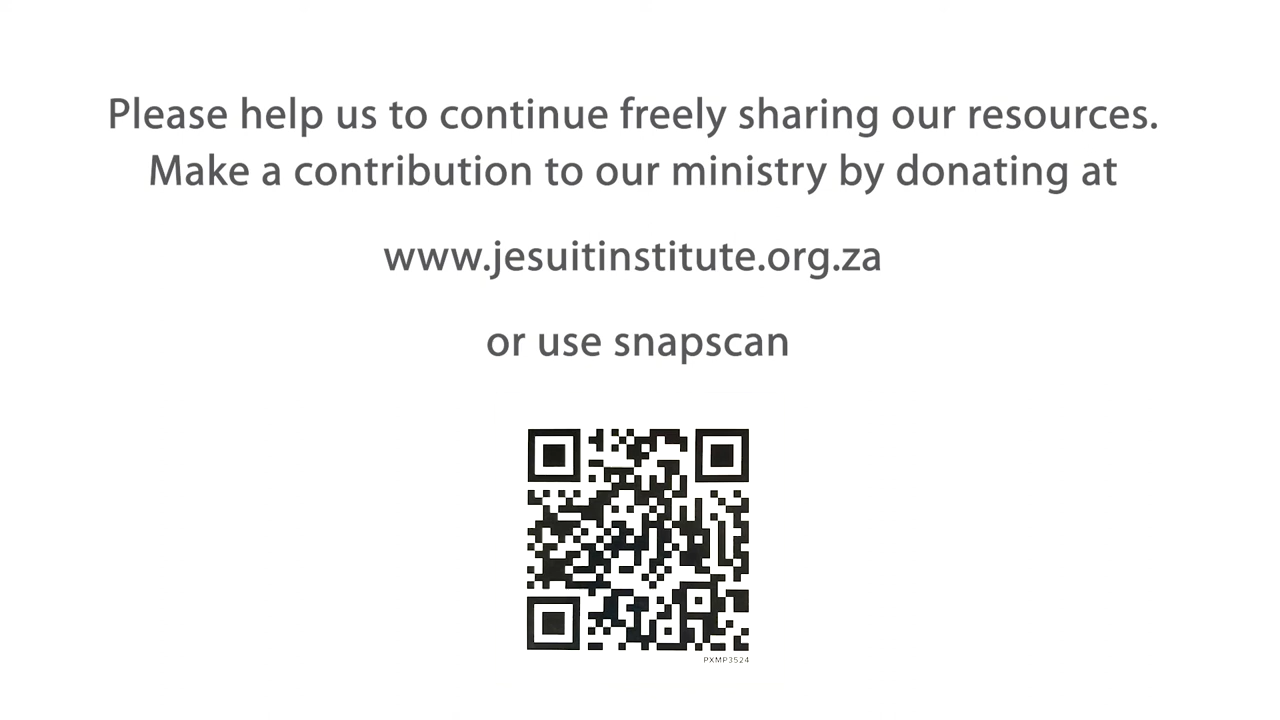 Please help us to continue freely sharing our resources.
Make a contribution to our ministry by donating at
www.jesuitinstitute.org.za
or use snapscan
PXMP3524